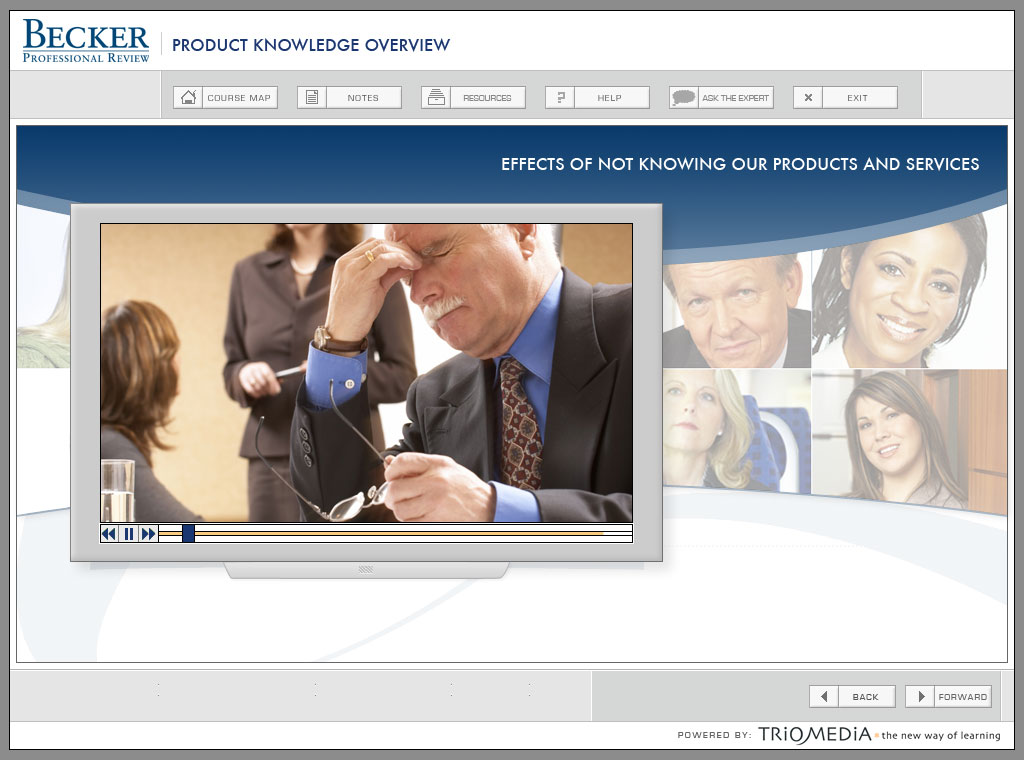 BECKER
PROFESSIONAL REVIEW
PRODUCT KNOWLEDGE OVERVIEW
COURSE MAP
NOTES
RESOURCES
HELP
ASK THE EXPERT
EXIT
EFFECTS OF NOT KNOWING OUR PRODUCTS AND SERVICES
BACK
FORWARD
POWERED BY: TRIOMEDIA the new way of learning